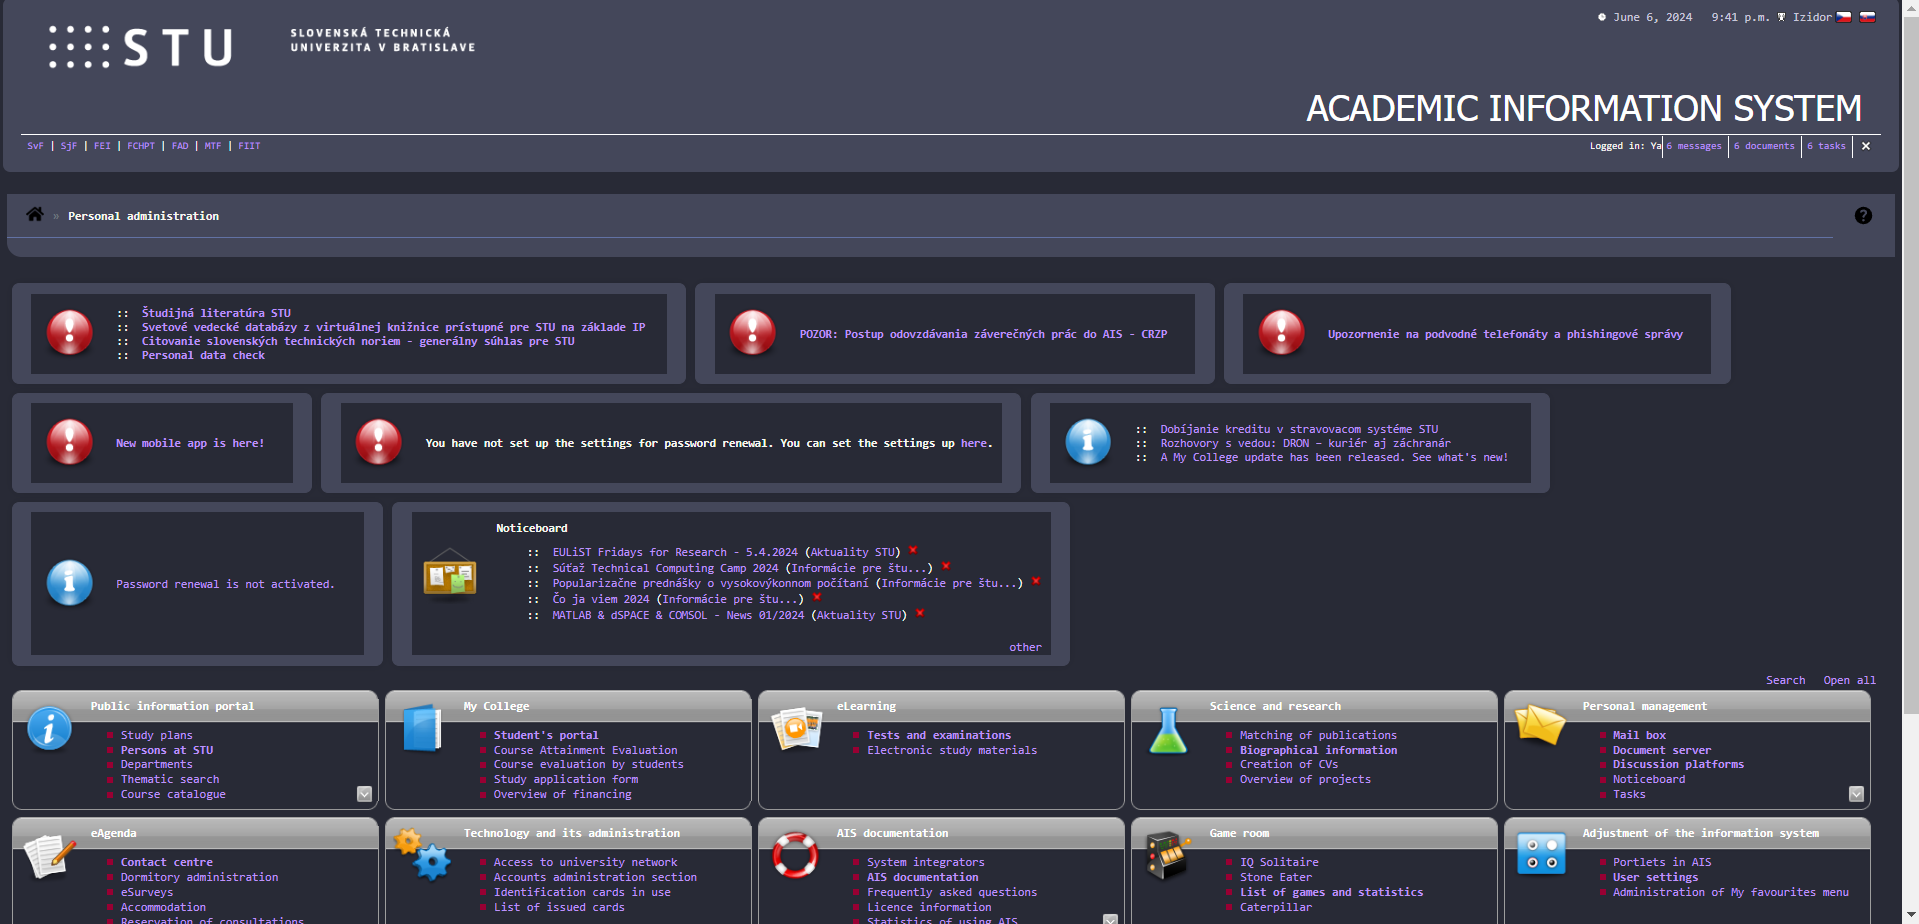 June 6, 2024 9:41 p.m. Izidor
STU
SLOVENSKÁ TECHNICKÁ
UNIVERZITA V BRATISLAVE
ACADEMIC INFORMATION SYSTEM
SvF | SjF | FEI | FCHPT | FAD | MTF | FIIT
Logged in: Ya 6 messages 6 documents 6 tasks ×
» Personal administration
?
:: Študijná literatúra STU
:: Svetové vedecké databázy z virtuálnej knižnice prístupné pre STU na základe IP
:: Citovanie slovenských technických noriem - generálny súhlas pre STU
:: Personal data check
POZOR: Postup odovzdávania záverečných prác do AIS - CRZP
Upozornenie na podvodné telefonáty a phishingové správy
New mobile app is here!
You have not set up the settings for password renewal. You can set the settings up here.
:: Dobíjanie kreditu v stravovacom systéme STU
:: Rozhovory s vedou: DRON – kuriér aj záchranár
:: A My College update has been released. See what's new!
Password renewal is not activated.
Noticeboard
:: EULiST Fridays for Research - 5.4.2024 (Aktuality STU)
:: Súťaž Technical Computing Camp 2024 (Informácie pre štu...)
:: Popularizačne prednášky o vysokovýkonnom počítaní (Informácie pre štu...)
:: Čo ja viem 2024 (Informácie pre štu...)
:: MATLAB & dSPACE & COMSOL - News 01/2024 (Aktuality STU)
other
Search Open all
Public information portal
Study plans
Persons at STU
Departments
Thematic search
Course catalogue
My College
Student's portal
Course Attainment Evaluation
Course evaluation by students
Study application form
Overview of financing
eLearning
Tests and examinations
Electronic study materials
Science and research
Matching of publications
Biographical information
Creation of CVs
Overview of projects
Personal management
Mail box
Document server
Discussion platforms
Noticeboard
Tasks
eAgenda
Contact centre
Dormitory administration
eSurveys
Accommodation
Reservation of consultations
Technology and its administration
Access to university network
Accounts administration section
Identification cards in use
List of issued cards
AIS documentation
System integrators
AIS documentation
Frequently asked questions
Licence information
Statistics of using AIS
Game room
IQ Solitaire
Stone Eater
List of games and statistics
Caterpillar
Adjustment of the information system
Portlets in AIS
User settings
Administration of My favourites menu